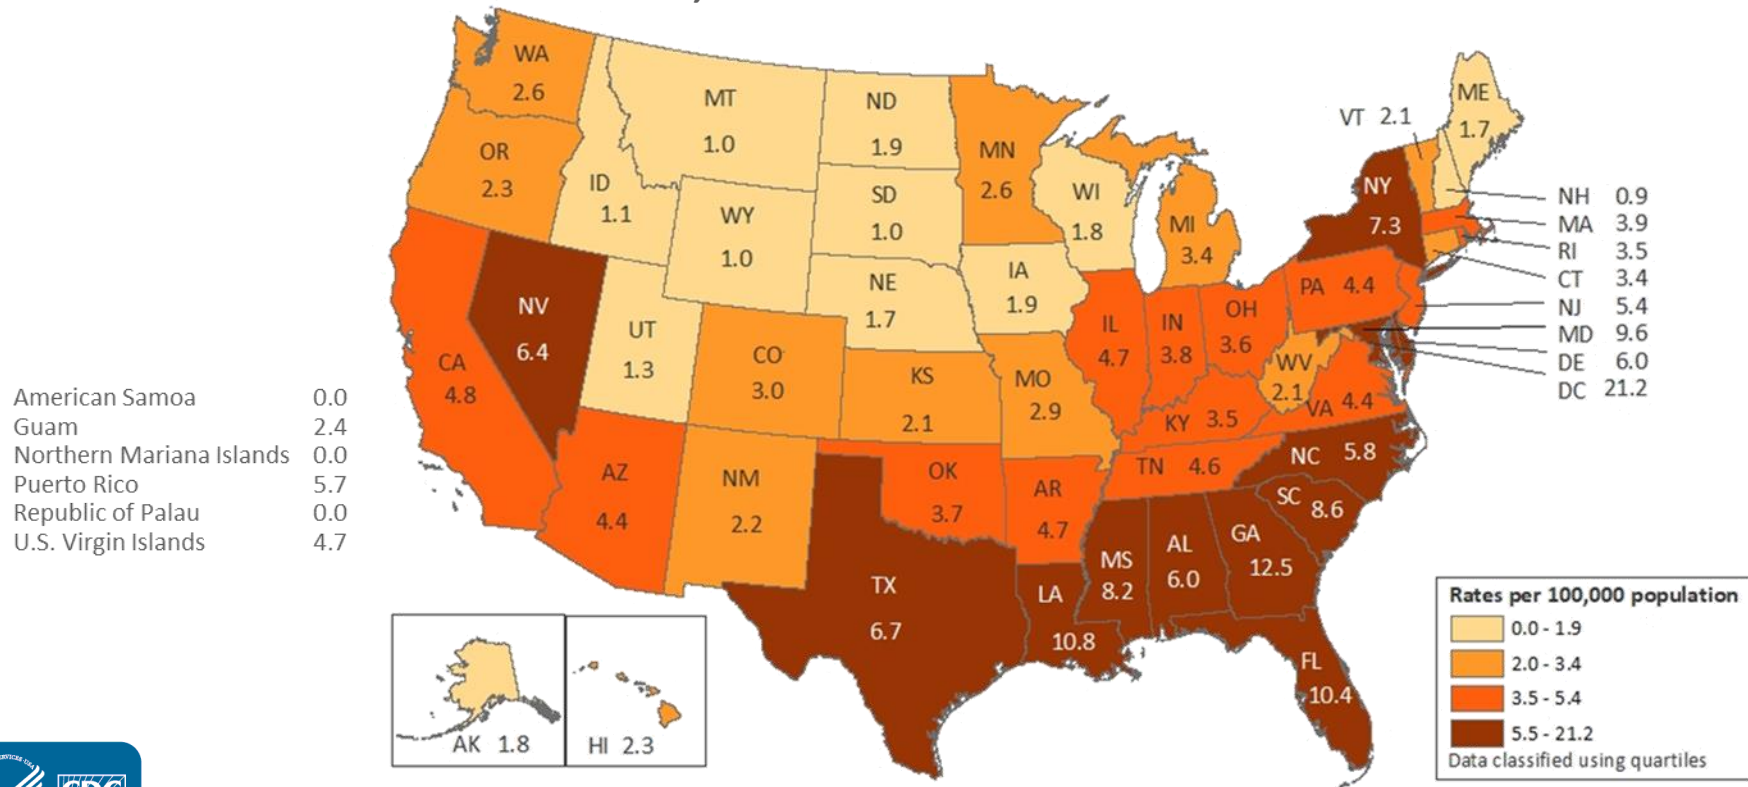 WA
2.6
MT
1.0
ND
1.9
MN
2.6
OR
2.3
ID
1.1
WY
1.0
SD
1.0
WI
1.8
MI
3.4
VT 2.1
ME
1.7
NY
7.3
NH 0.9
MA 3.9
RI 3.5
CT 3.4
NJ 5.4
MD 9.6
DE 6.0
DC 21.2
NV
6.4
UT
1.3
NE
1.7
IA
1.9
IL
4.7
IN
3.8
OH
3.6
PA 4.4
CA
4.8
CO
3.0
KS
2.1
MO
2.9
KY 3.5
WV
2.1
VA 4.4
AZ
4.4
NM
2.2
OK
3.7
AR
4.7
TN 4.6
NC 5.8
SC
8.6
TX
6.7
LA
10.8
MS
8.2
AL
6.0
GA
12.5
FL
10.4
AK 1.8
HI 2.3
American Samoa 0.0
Guam 2.4
Northern Mariana Islands 0.0
Puerto Rico 5.7
Republic of Palau 0.0
U.S. Virgin Islands 4.7
Rates per 100,000 population
0.0 - 1.9
2.0 - 3.4
3.5 - 5.4
5.5 - 21.2
Data classified using quartiles